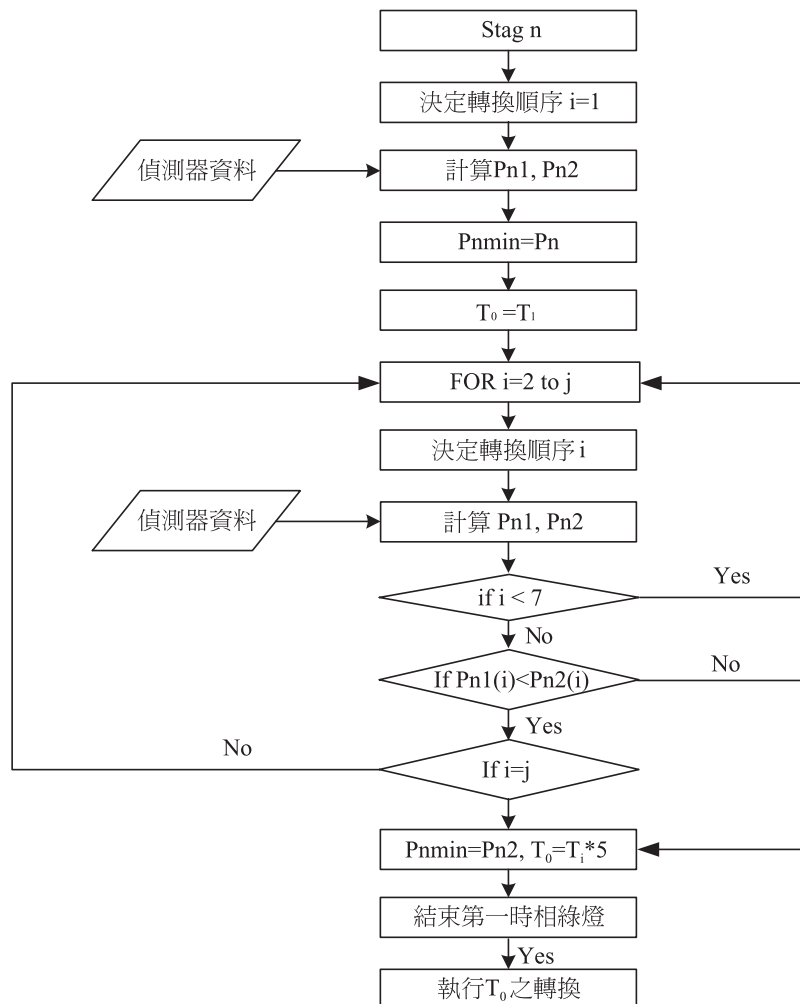 Stag n
決定轉換順序 i=1
偵測器資料
計算Pn1, Pn2
Pnmin=Pn
T₀ =T₁
FOR i=2 to j
決定轉換順序 i
偵測器資料
計算 Pn1, Pn2
if i < 7
Yes
No
If Pn1(i)<Pn2(i)
No
Yes
No
If i=j
Pnmin=Pn2, T₀=Tᵢ*5
結束第一時相綠燈
Yes
執行T₀之轉換